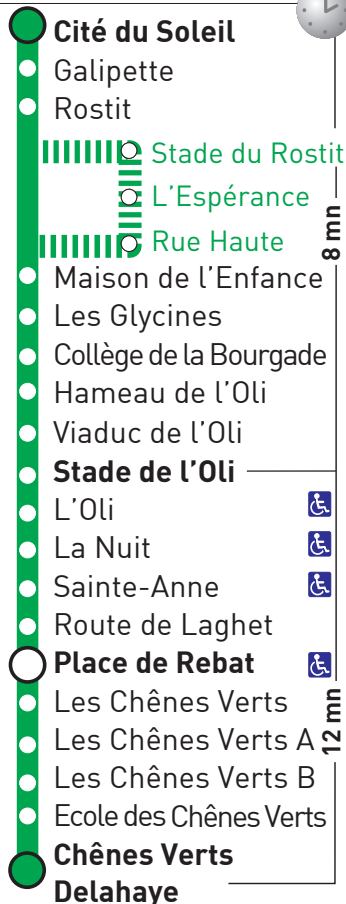 Cité du Soleil
Galipette
Rostit
Stade du Rostit
L'Espérance
Rue Haute
8 mn
Maison de l'Enfance
Les Glycines
Collège de la Bourgade
Hameau de l'Oli
Viaduc de l'Oli
Stade de l'Oli
L'Oli
La Nuit
Sainte-Anne
Route de Laghet
Place de Rebat
Les Chênes Verts
Les Chênes Verts A
12 mn
Les Chênes Verts B
Ecole des Chênes Verts
Chênes Verts
Delahaye